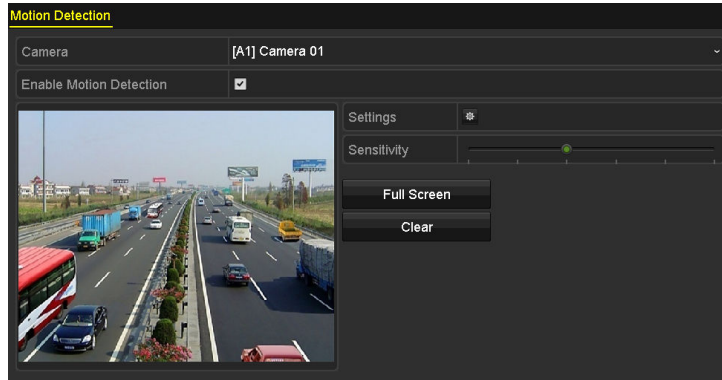 Motion Detection
Camera [A1] Camera 01
Enable Motion Detection
Settings
Sensitivity
Full Screen
Clear